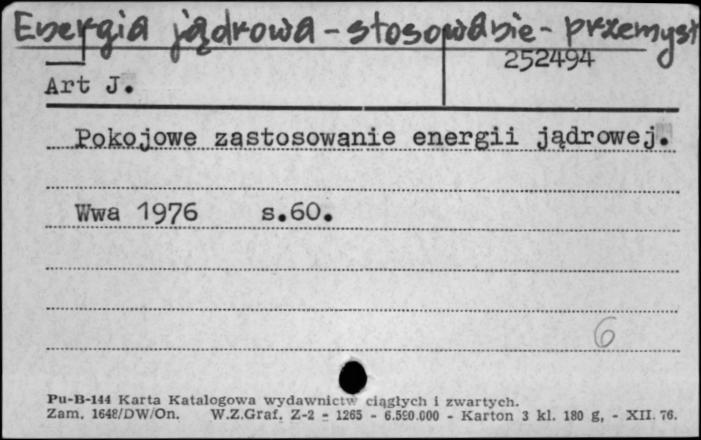 Energia jądrowa - stosowanie - przemysł
252494
Art J.
Pokojowe zastosowanie energii jądrowej.
Wwa 1976 s.60.
6
Pu-B-144 Karta Katalogowa wydawnictw ciągłych i zwartych.
Zam. 1648/DW/On. W.Z.Graf. Z-2 - 1265 - 6.590.000 - Karton 3 kl. 180 g, - XII. 76.